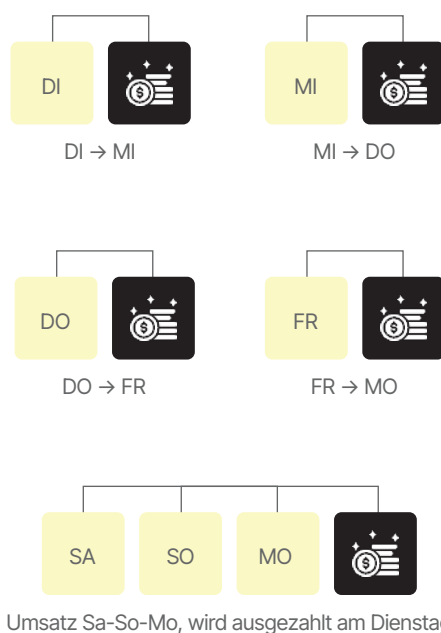 DI
MI
DI → MI
MI → DO
DO
FR
DO → FR
FR → MO
SA
SO
MO
Umsatz Sa-So-Mo, wird ausgezahlt am Dienstag